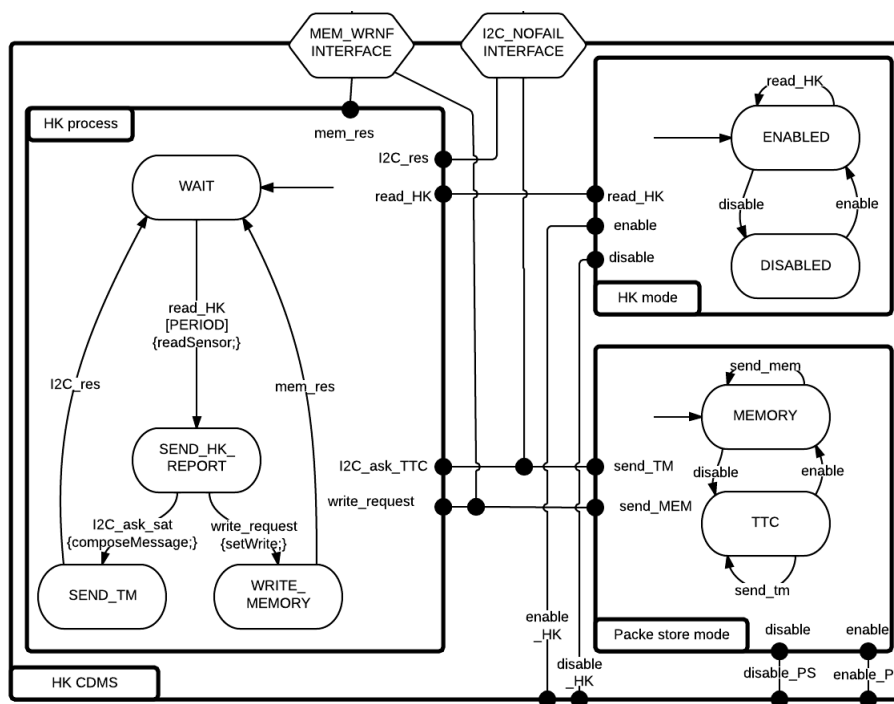 MEM_WRNF
INTERFACE
I2C_NOFAIL
INTERFACE
HK process
mem_res
I2C_res
read_HK
WAIT
read_HK
[PERIOD]
{readSensor;}
I2C_res
mem_res
SEND_HK_
REPORT
I2C_ask_sat
{composeMessage;}
write_request
{setWrite;}
SEND_TM
WRITE_
MEMORY
I2C_ask_TTC
write_request
read_HK
enable
disable
read_HK
ENABLED
disable
enable
DISABLED
HK mode
send_mem
MEMORY
disable
enable
TTC
send_tm
send_TM
send_MEM
Packe store mode
disable
enable
enable
_HK
disable
_HK
disable_PS
enable_P
HK CDMS